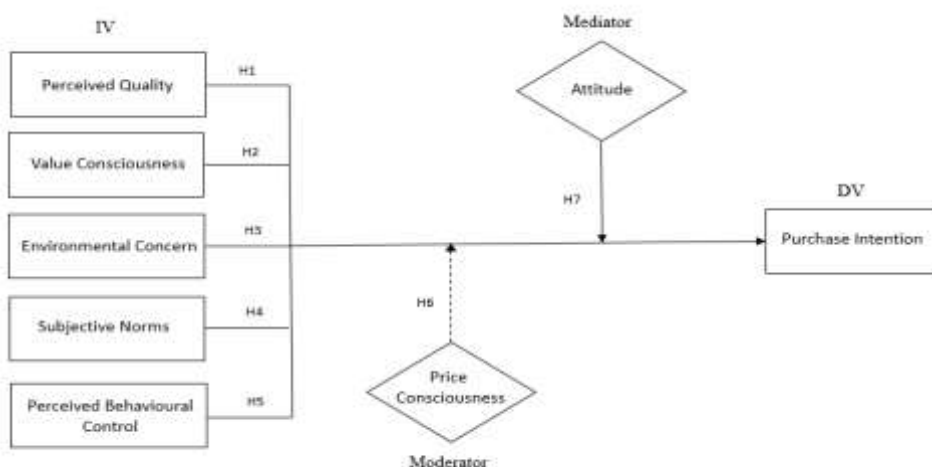 IV
Mediator
H1
Perceived Quality
Attitude
H2
Value Consciousness
DV
H7
H3
Environmental Concern
Purchase Intention
H6
H4
Subjective Norms
Price
Consciousness
H5
Perceived Behavioural
Control
Moderator